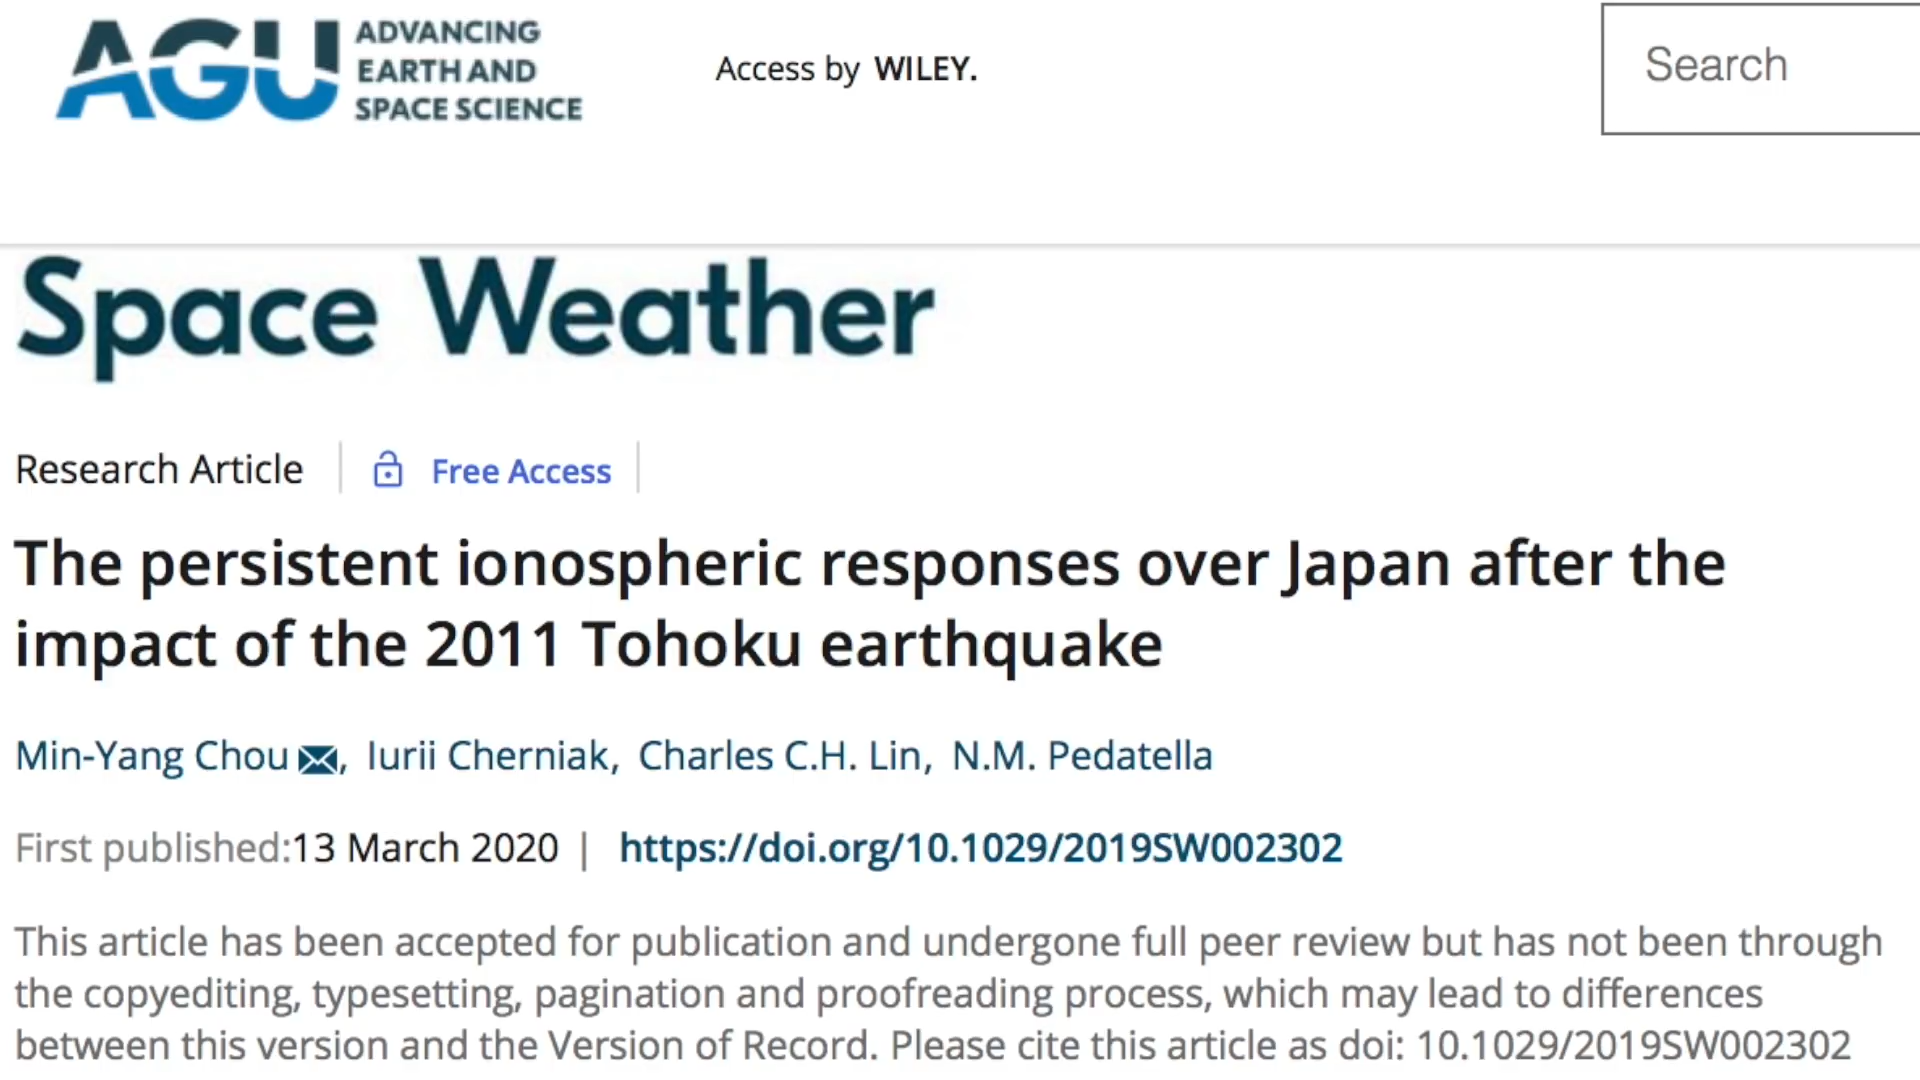 AGU ADVANCING
EARTH AND
SPACE SCIENCE
Access by WILEY.
Search
Space Weather
Research Article Free Access
The persistent ionospheric responses over Japan after the
impact of the 2011 Tohoku earthquake
Min-Yang Chou, Iurii Cherniak, Charles C.H. Lin, N.M. Pedatella
First published:13 March 2020 | https://doi.org/10.1029/2019SW002302
This article has been accepted for publication and undergone full peer review but has not been through
the copyediting, typesetting, pagination and proofreading process, which may lead to differences
between this version and the Version of Record. Please cite this article as doi: 10.1029/2019SW002302